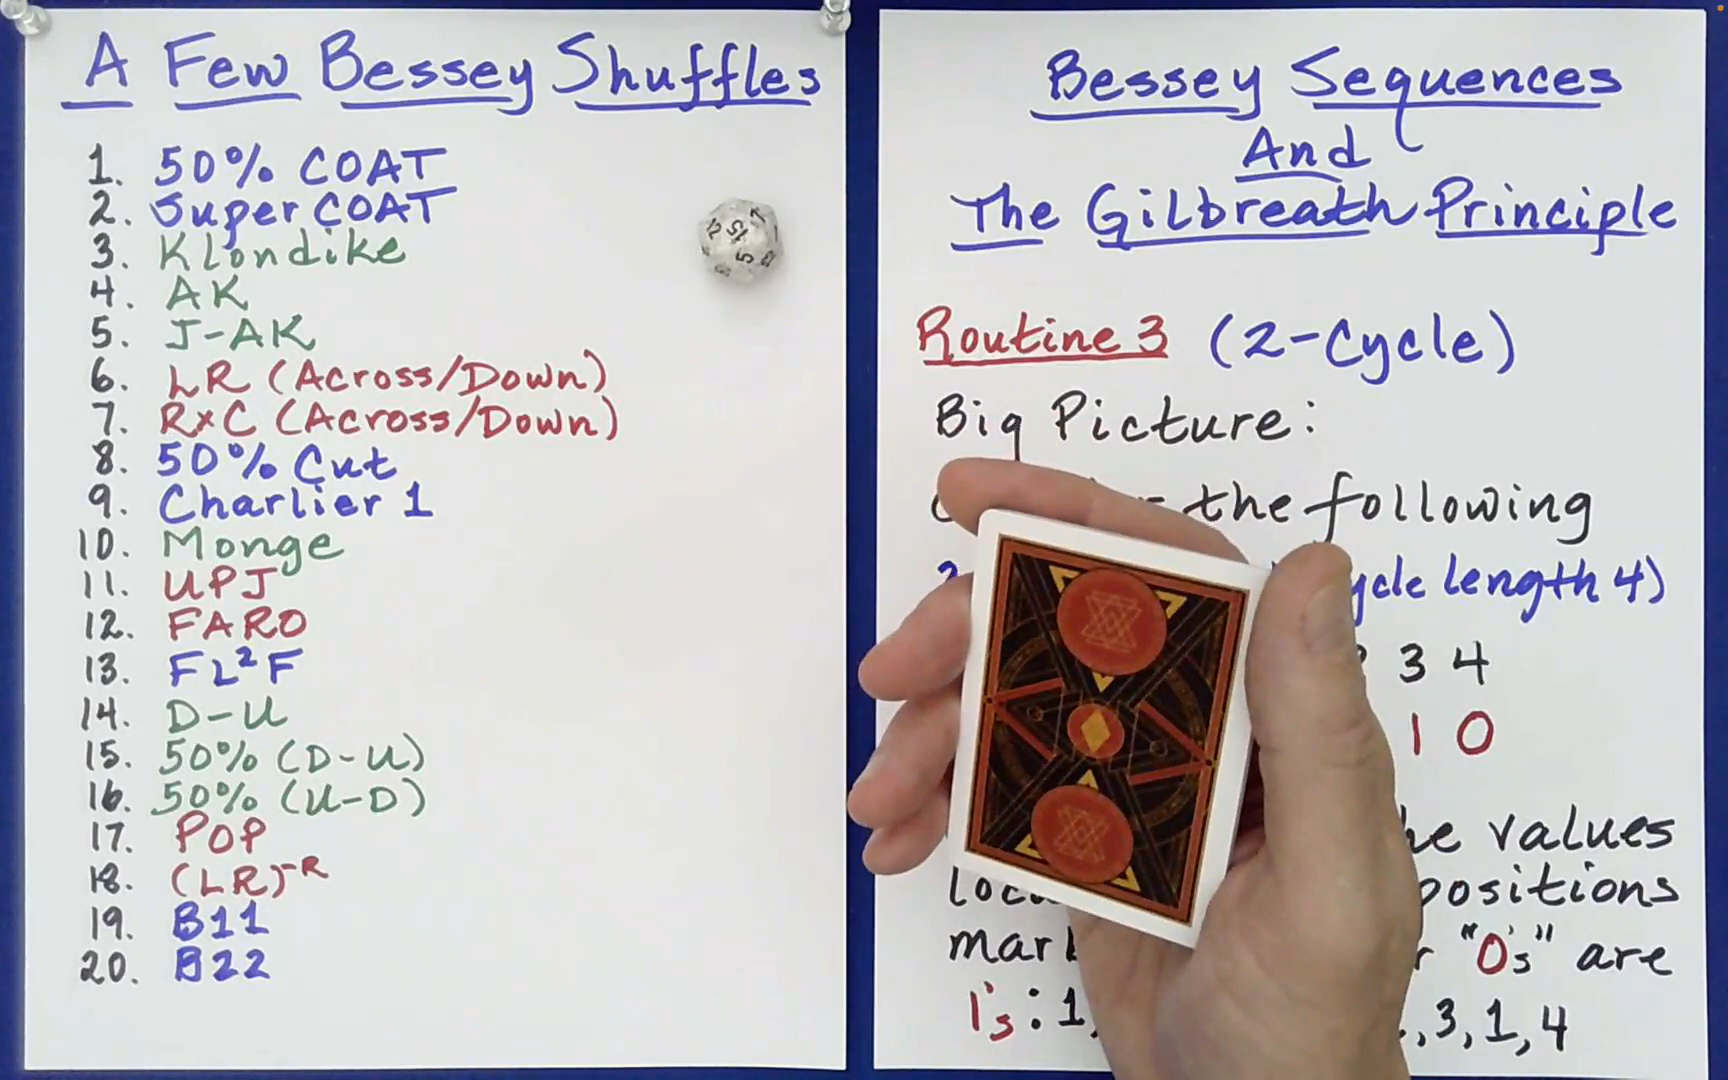 A Few Bessey Shuffles
1. 50% COAT
2. Super COAT
3. Klondike
4. AK
5. J-AK
6. LR (Across/Down)
7. RxC (Across/Down)
8. 50% Cut
9. Charlier 1
10. Monge
11. UPJ
12. FARO
13. FL²F
14. D-U
15. 50% (D-U)
16. 50% (U-D)
17. POP
18. (LR)⁻ᴿ
19. B11
20. B22
12 15 5
Bessey Sequences
And
The Gilbreath Principle
Routine 3 (2-Cycle)
Big Picture:
the following
length 4)
3 4
1 0
values
positions
"0's" are
1's: 1, ,3,1,4